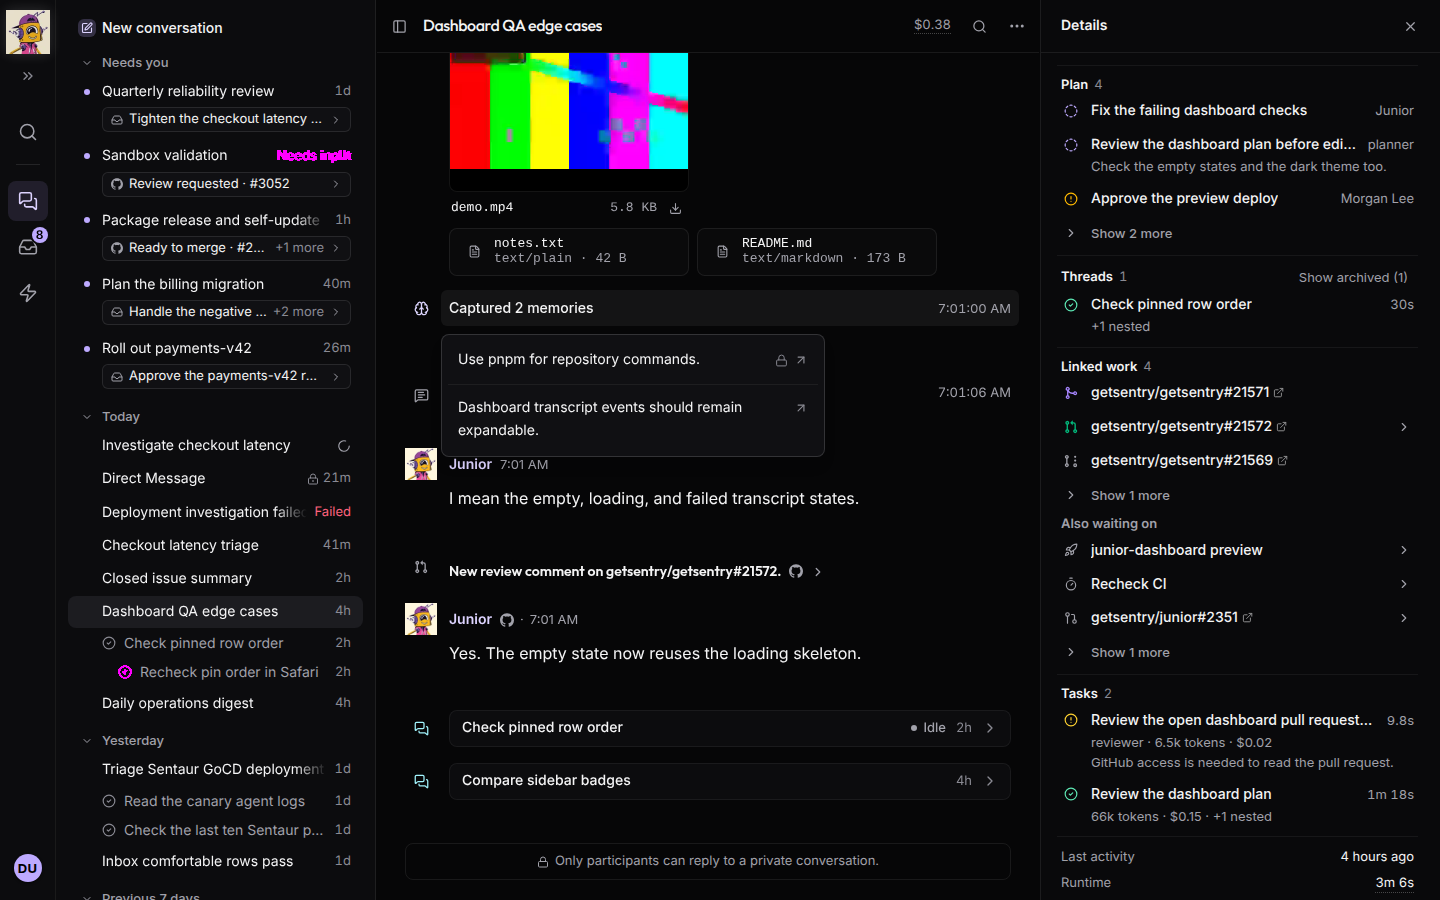 New conversation
Needs you
Quarterly reliability review 1d
Tighten the checkout latency ...
Sandbox validation
Review requested · #3052
Package release and self-update 1h
Ready to merge · #2... +1 more
Plan the billing migration 40m
Handle the negative ... +2 more
Roll out payments-v42 26m
Approve the payments-v42 r...
Today
Investigate checkout latency
Direct Message 21m
Deployment investigation failed Failed
Checkout latency triage 41m
Closed issue summary 2h
Dashboard QA edge cases 4h
Check pinned row order 2h
Recheck pin order in Safari 2h
Daily operations digest 4h
Yesterday
Triage Sentaur GoCD deployment 1d
Read the canary agent logs 1d
Check the last ten Sentaur p... 1d
Inbox comfortable rows pass 1d
Previous 7 days
8
DU
Dashboard QA edge cases $0.38
demo.mp4 5.8 KB
notes.txt
text/plain · 42 B
README.md
text/markdown · 173 B
Captured 2 memories 7:01:00 AM
Use pnpm for repository commands.
Dashboard transcript events should remain
expandable.
7:01:06 AM
Junior 7:01 AM
I mean the empty, loading, and failed transcript states.
New review comment on getsentry/getsentry#21572.
Junior · 7:01 AM
Yes. The empty state now reuses the loading skeleton.
Check pinned row order Idle 2h
Compare sidebar badges 4h
Only participants can reply to a private conversation.
Details
Plan 4
Fix the failing dashboard checks Junior
Review the dashboard plan before edi... planner
Check the empty states and the dark theme too.
Approve the preview deploy Morgan Lee
Show 2 more
Threads 1 Show archived (1)
Check pinned row order 30s
+1 nested
Linked work 4
getsentry/getsentry#21571
getsentry/getsentry#21572
getsentry/getsentry#21569
Show 1 more
Also waiting on
junior-dashboard preview
Recheck CI
getsentry/junior#2351
Show 1 more
Tasks 2
Review the open dashboard pull request... 9.8s
reviewer · 6.5k tokens · $0.02
GitHub access is needed to read the pull request.
Review the dashboard plan 1m 18s
66k tokens · $0.15 · +1 nested
Last activity 4 hours ago
Runtime 3m 6s